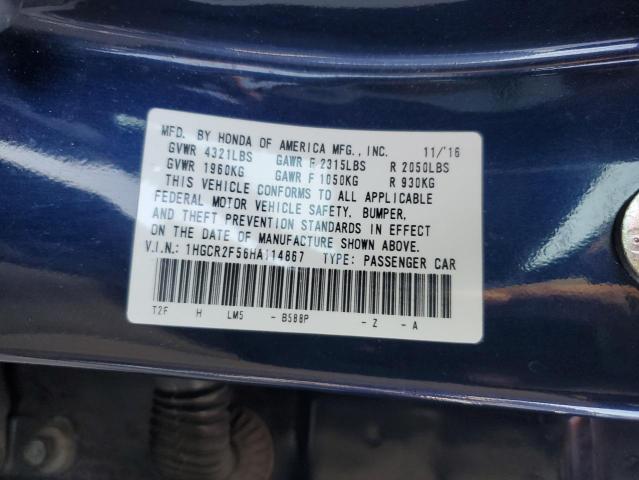 MFD. BY HONDA OF AMERICA MFG., INC. 11/'16
GVWR 4321LBS GAWR F 2315LBS R 2050LBS
GVWR 1960KG GAWR F 1050KG R 930KG
THIS VEHICLE CONFORMS TO ALL APPLICABLE
FEDERAL MOTOR VEHICLE SAFETY, BUMPER,
AND THEFT PREVENTION STANDARDS IN EFFECT
ON THE DATE OF MANUFACTURE SHOWN ABOVE.
V.I.N.: 1HGCR2F56HA114867 TYPE: PASSENGER CAR
T2F H LM5 - B588P - Z - A